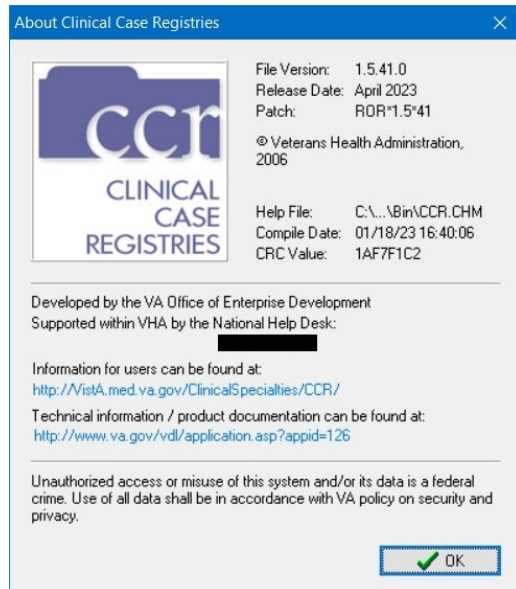 About Clinical Case Registries
ccr
CLINICAL
CASE
REGISTRIES
File Version: 1.5.41.0
Release Date: April 2023
Patch: ROR*1.5*41
© Veterans Health Administration,
2006
Help File: C:\...\Bin\CCR.CHM
Compile Date: 01/18/23 16:40:06
CRC Value: 1AF7F1C2
Developed by the VA Office of Enterprise Development
Supported within VHA by the National Help Desk:
Information for users can be found at:
http://VistA.med.va.gov/ClinicalSpecialties/CCR/
Technical information / product documentation can be found at:
http://www.va.gov/vdl/application.asp?appid=126
Unauthorized access or misuse of this system and/or its data is a federal
crime. Use of all data shall be in accordance with VA policy on security and
privacy.
OK